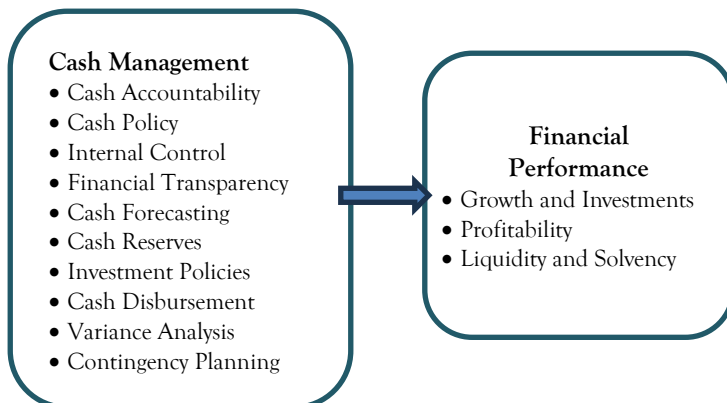 Cash Management
• Cash Accountability
• Cash Policy
• Internal Control
• Financial Transparency
• Cash Forecasting
• Cash Reserves
• Investment Policies
• Cash Disbursement
• Variance Analysis
• Contingency Planning
Financial
Performance
• Growth and Investments
• Profitability
• Liquidity and Solvency